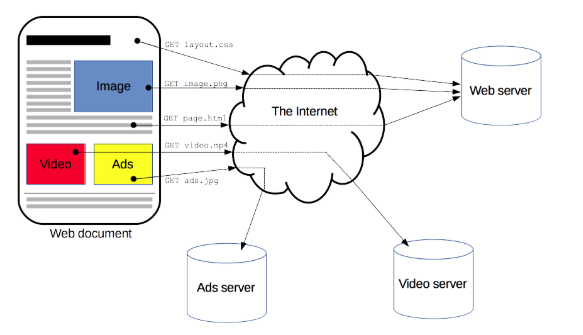 GET layout.css
Image
GET image.png
The Internet
Web server
GET page.html
GET video.mp4
Video
Ads
GET ads.jpg
Web document
Ads server
Video server